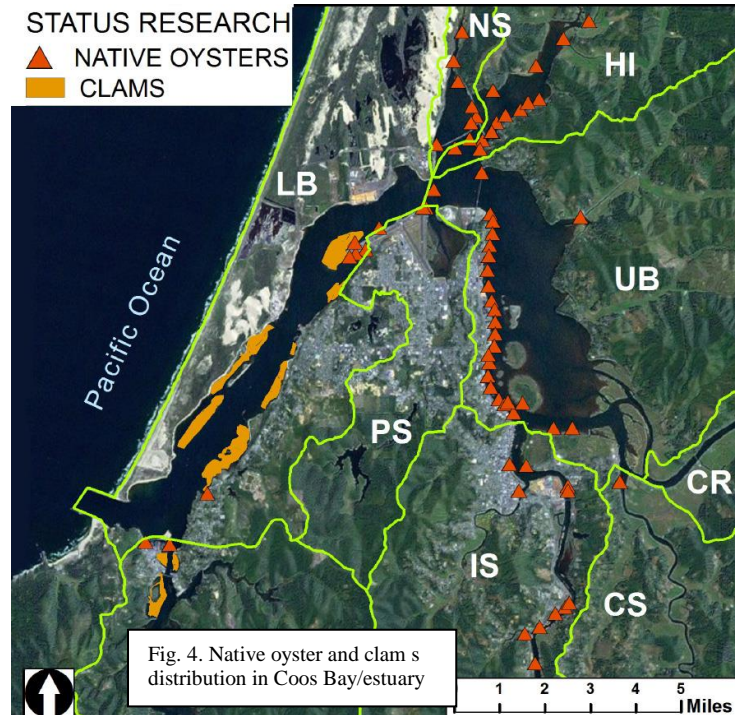 STATUS RESEARCH
NATIVE OYSTERS
CLAMS
NS
HI
LB
UB
Pacific Ocean
PS
CR
IS
CS
Fig. 4. Native oyster and clam s
distribution in Coos Bay/estuary
1 2 3 4 5
Miles